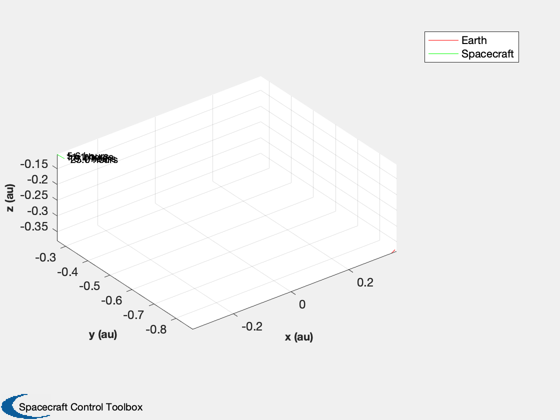 Earth
Spacecraft
hours
-0.15
-0.2
-0.25
-0.3
-0.35
z (au)
-0.3
-0.4
-0.5
-0.6
-0.7
-0.8
y (au)
-0.2
0
0.2
x (au)
Spacecraft Control Toolbox